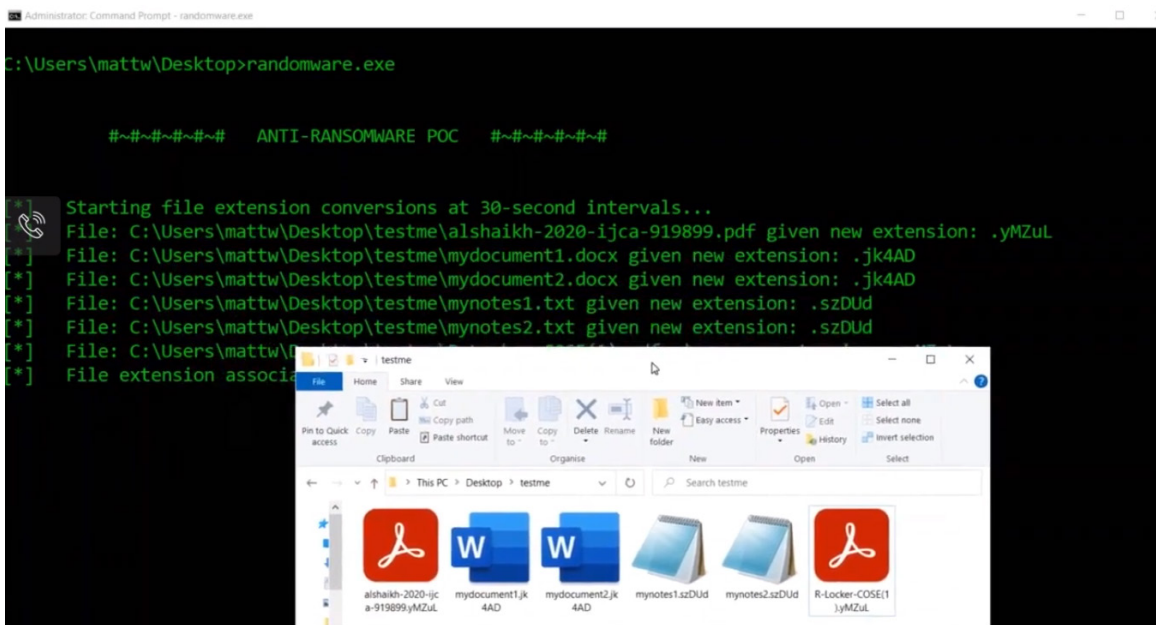 Administrator: Command Prompt - randomware.exe
C:\Users\mattw\Desktop>randomware.exe
#~#~#~#~#~# ANTI-RANSOMWARE POC #~#~#~#~#~#
[*] Starting file extension conversions at 30-second intervals...
[*] File: C:\Users\mattw\Desktop\testme\alshaikh-2020-ijca-919899.pdf given new extension: .yMZuL
[*] File: C:\Users\mattw\Desktop\testme\mydocument1.docx given new extension: .jk4AD
[*] File: C:\Users\mattw\Desktop\testme\mydocument2.docx given new extension: .jk4AD
[*] File: C:\Users\mattw\Desktop\testme\mynotes1.txt given new extension: .szDUd
[*] File: C:\Users\mattw\Desktop\testme\mynotes2.txt given new extension: .szDUd
[*] File: C:\Users\mattw\
[*] File extension associa
testme
File Home Share View
Pin to Quick access
Copy
Paste
Cut
Copy path
Paste shortcut
Move to
Copy to
Delete
Rename
New folder
New item
Easy access
Properties
Open
Edit
History
Select all
Select none
Invert selection
Clipboard Organise New Open Select
This PC > Desktop > testme
Search testme
alshaikh-2020-ijc
a-919899.yMZuL
mydocument1.jk
4AD
mydocument2.jk
4AD
mynotes1.szDUd
mynotes2.szDUd
R-Locker-COSE(1
).yMZuL